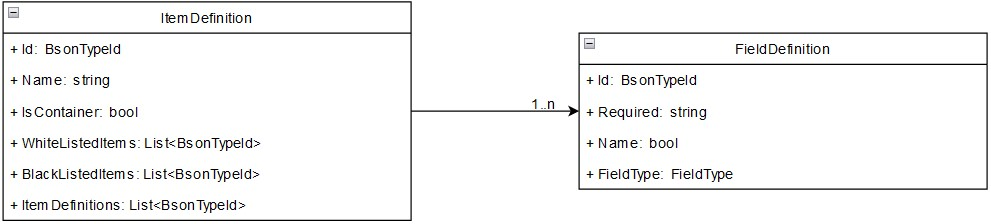 ItemDefinition
+ Id: BsonTypeId
+ Name: string
+ IsContainer: bool
+ WhiteListedItems: List<BsonTypeId>
+ BlackListedItems: List<BsonTypeId>
+ ItemDefinitions: List<BsonTypeId>
1..n
FieldDefinition
+ Id: BsonTypeId
+ Required: string
+ Name: bool
+ FieldType: FieldType